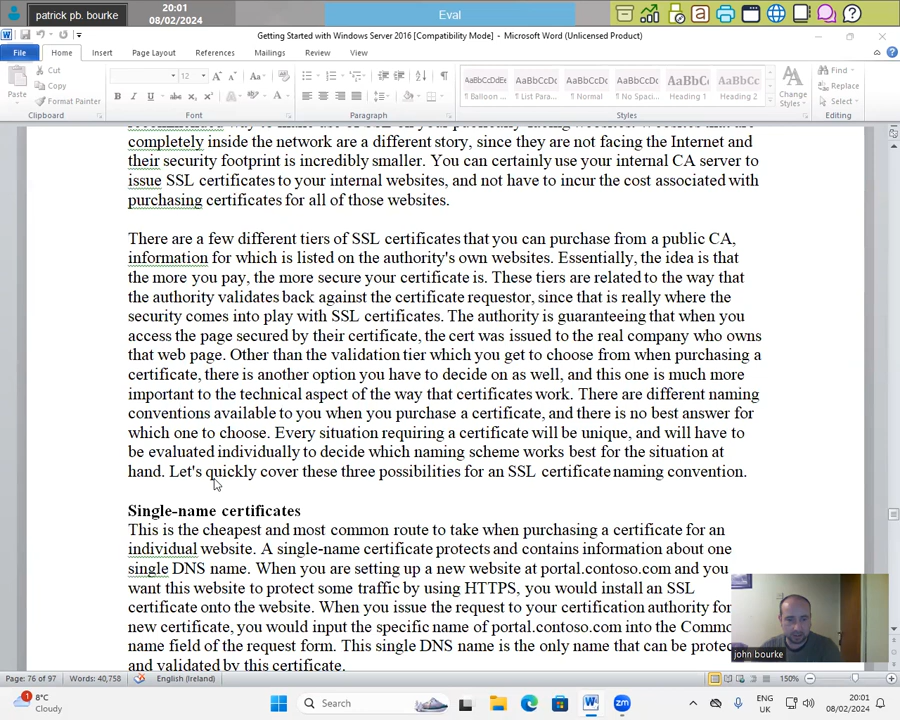 patrick pb. bourke
20:01
08/02/2024
Eval
Getting Started with Windows Server 2016 [Compatibility Mode] - Microsoft Word (Unlicensed Product)
File Home Insert Page Layout References Mailings Review View
Paste
Cut
Copy
Format Painter
Clipboard
12
Font
Paragraph
AaBbCcDdEe
¶ Balloon ...
AaBbCcDc
¶ List Para...
AaBbCcDc
¶ Normal
AaBbCcDc
¶ No Spaci...
AaBbCc
Heading 1
AaBbCc
Heading 2
Change
Styles
Styles
Find
Replace
Select
Editing
recommended way to make use of SSL on your publically-facing websites. Websites that are
completely inside the network are a different story, since they are not facing the Internet and
their security footprint is incredibly smaller. You can certainly use your internal CA server to
issue SSL certificates to your internal websites, and not have to incur the cost associated with
purchasing certificates for all of those websites.
There are a few different tiers of SSL certificates that you can purchase from a public CA,
information for which is listed on the authority's own websites. Essentially, the idea is that
the more you pay, the more secure your certificate is. These tiers are related to the way that
the authority validates back against the certificate requestor, since that is really where the
security comes into play with SSL certificates. The authority is guaranteeing that when you
access the page secured by their certificate, the cert was issued to the real company who owns
that web page. Other than the validation tier which you get to choose from when purchasing a
certificate, there is another option you have to decide on as well, and this one is much more
important to the technical aspect of the way that certificates work. There are different naming
conventions available to you when you purchase a certificate, and there is no best answer for
which one to choose. Every situation requiring a certificate will be unique, and will have to
be evaluated individually to decide which naming scheme works best for the situation at
hand. Let's quickly cover these three possibilities for an SSL certificate naming convention.
Single-name certificates
This is the cheapest and most common route to take when purchasing a certificate for an
individual website. A single-name certificate protects and contains information about one
single DNS name. When you are setting up a new website at portal.contoso.com and you
want this website to protect some traffic by using HTTPS, you would install an SSL
certificate onto the website. When you issue the request to your certification authority for
new certificate, you would input the specific name of portal.contoso.com into the Commo
name field of the request form. This single DNS name is the only name that can be protec
and validated by this certificate.
john bourke
Page: 76 of 97 Words: 40,758 English (Ireland) 150%
8°C
Cloudy
Search
ENG
UK
20:01
08/02/2024